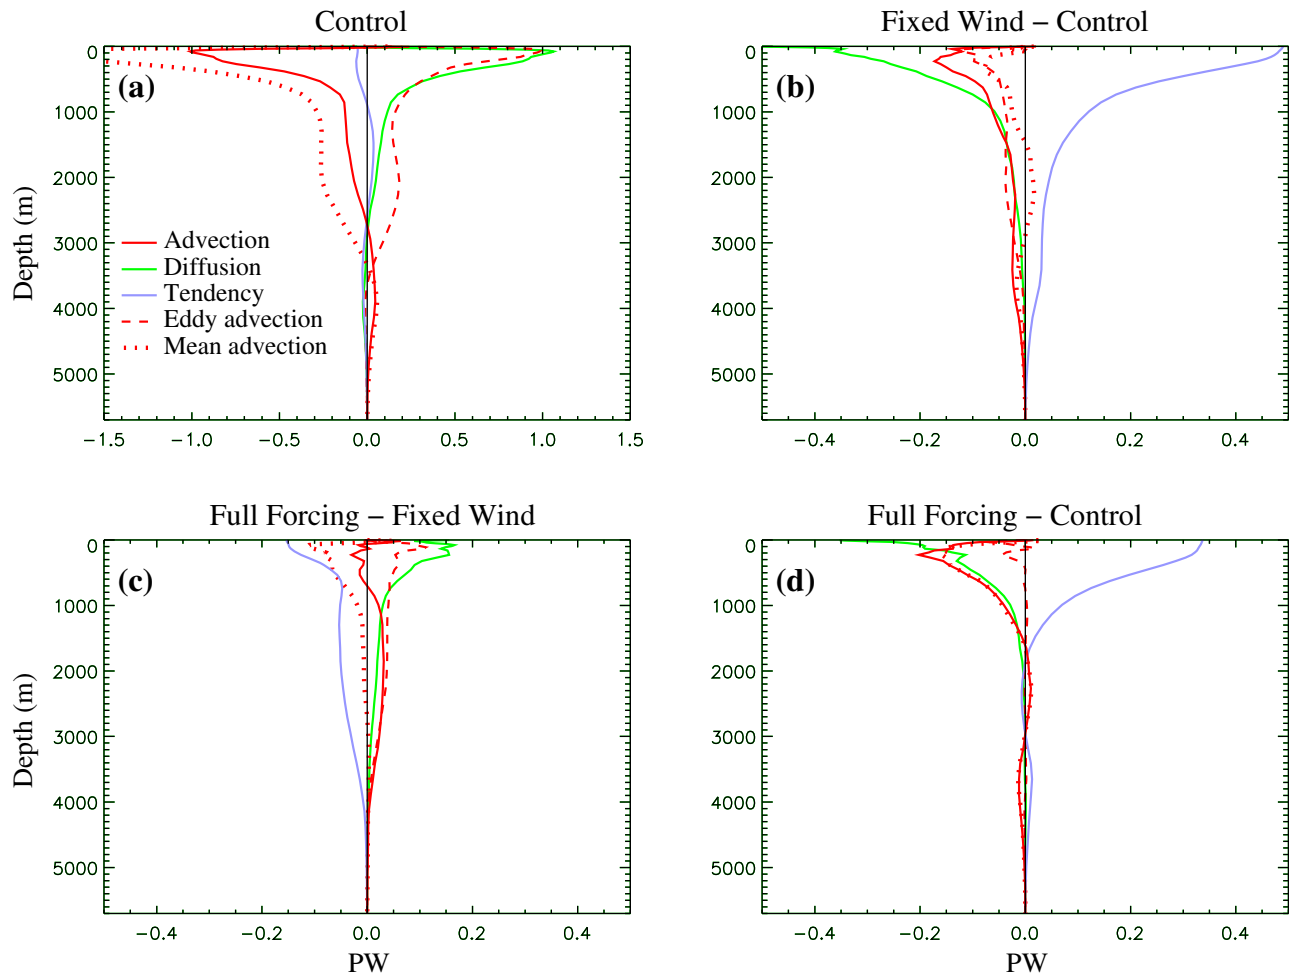 Control
Fixed Wind − Control
0
1000
2000
3000
4000
5000
Depth (m)
(a)
Advection
Diffusion
Tendency
Eddy advection
Mean advection
−1.5 −1.0 −0.5 0.0 0.5 1.0 1.5
0
1000
2000
3000
4000
5000
(b)
−0.4 −0.2 0.0 0.2 0.4
Full Forcing − Fixed Wind
Full Forcing − Control
0
1000
2000
3000
4000
5000
Depth (m)
(c)
−0.4 −0.2 0.0 0.2 0.4
PW
0
1000
2000
3000
4000
5000
(d)
−0.4 −0.2 0.0 0.2 0.4
PW